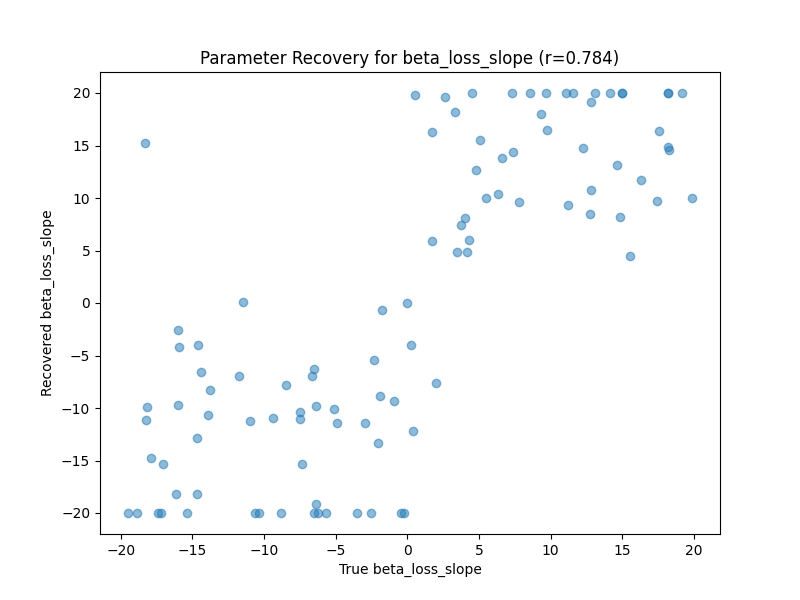 Parameter Recovery for beta_loss_slope (r=0.784)
20
15
10
5
0
−5
−10
−15
−20
Recovered beta_loss_slope
−20 −15 −10 −5 0 5 10 15 20
True beta_loss_slope